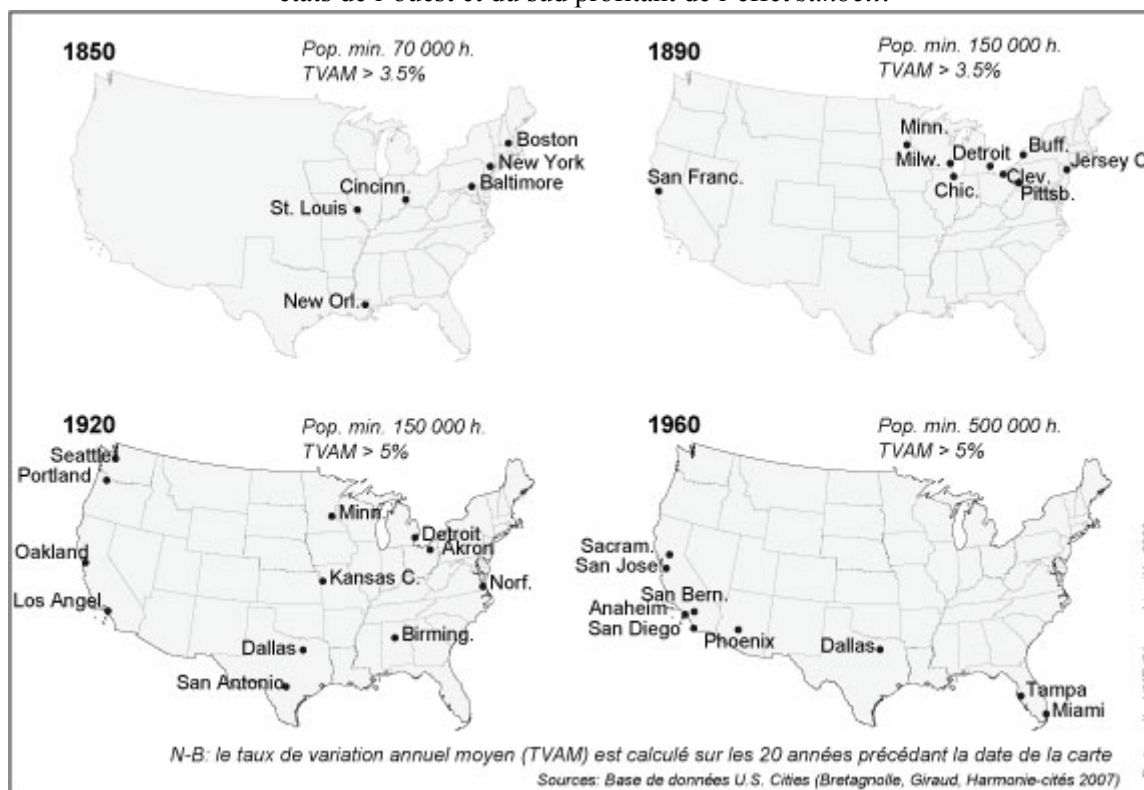 1850
Pop. min. 70 000 h.
TVAM > 3.5%
Boston
New York
Baltimore
Cincinn.
St. Louis
New Orl.
1890
Pop. min. 150 000 h.
TVAM > 3.5%
Minn.
Milw.
Detroit
Buff.
Jersey C
San Franc.
Chic.
Clev.
Pittsb.
1920
Pop. min. 150 000 h.
TVAM > 5%
Seattle
Portland
Minn.
Detroit
Akron
Oakland
Kansas C.
Norf.
Los Angel.
Birming.
Dallas
San Antonio
1960
Pop. min. 500 000 h.
TVAM > 5%
Sacram.
San Jose
San Bern.
Anaheim
San Diego
Phoenix
Dallas
Tampa
Miami
N-B: le taux de variation annuel moyen (TVAM) est calculé sur les 20 années précédant la date de la carte
Sources: Base de données U.S. Cities (Bretagnolle, Giraud, Harmonie-cités 2007)